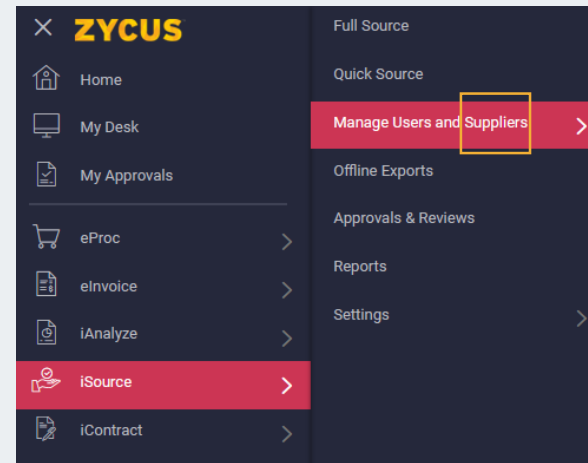 ZYCUS
Home
My Desk
My Approvals
eProc
eInvoice
iAnalyze
iSource
iContract
Full Source
Quick Source
Manage Users and Suppliers
Offline Exports
Approvals & Reviews
Reports
Settings